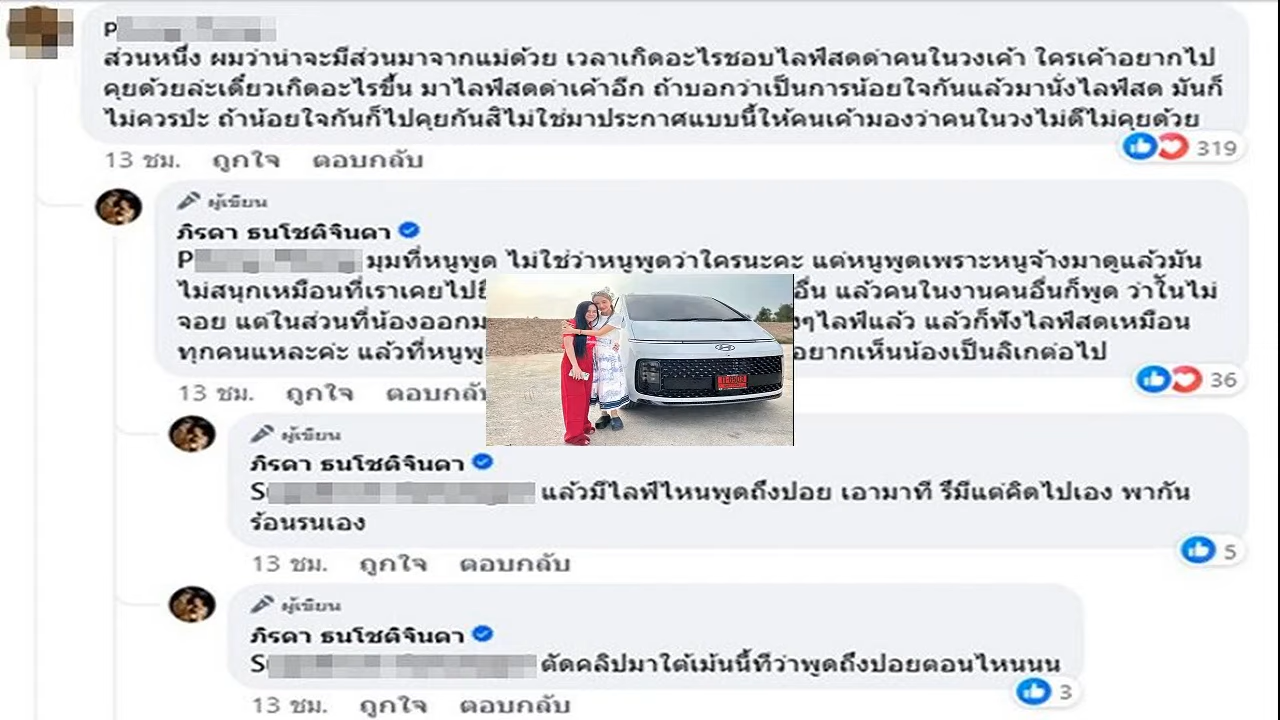 P
ส่วนหนึ่ง ผมว่าน่าจะมีส่วนมาจากแม่ด้วย เวลาเกิดอะไรชอบไลฟ์สดด่าคนในวงเค้า ใครเค้าอยากไป
คุยด้วยล่ะเดี๋ยวเกิดอะไรขึ้น มาไลฟ์สดด่าเค้าอีก ถ้าบอกว่าเป็นการน้อยใจกันแล้วมานั่งไลฟ์สด มันก็
ไม่ควรป่ะ ถ้าน้อยใจกันก็ไปคุยกันสิไม่ใช่มาประกาศแบบนี้ให้คนเค้ามองว่าคนในวงไม่ดีไม่คุยด้วย
319
13 ชม. ถูกใจ ตอบกลับ
ผู้เขียน
ภิรดา ธนโชติจินดา
P มุมที่หนูพูด ไม่ใช่ว่าหนูพูดว่าใครนะคะ แต่หนูพูดเพราะหนูจ้างมาดูแล้วมัน
ไม่สนุกเหมือนที่เราเคยไป อื่น แล้วคนในงานคนอื่นก็พูด ว่าใันไม่
จอย แต่ในส่วนที่น้องออกม ๆไลฟ์แล้ว แล้วก็ฟังไลฟ์สดเหมือน
ทุกคนแหละค่ะ แล้วที่หนูพู อยากเห็นน้องเป็นลิเกต่อไป
36
13 ชม. ถูกใจ ตอบกลับ
ผู้เขียน
ภิรดา ธนโชติจินดา
S แล้วมีไลฟ์ไหนพูดถึงปอย เอามาที รึมีแต่คิดไปเอง พากัน
ร้อนรนเอง
5
13 ชม. ถูกใจ ตอบกลับ
ผู้เขียน
ภิรดา ธนโชติจินดา
S ตัดคลิปมาใต้เม้นนี้ทีว่าพูดถึงปอยตอนไหนนน
3
13 ชม. ถูกใจ ตอบกลับ